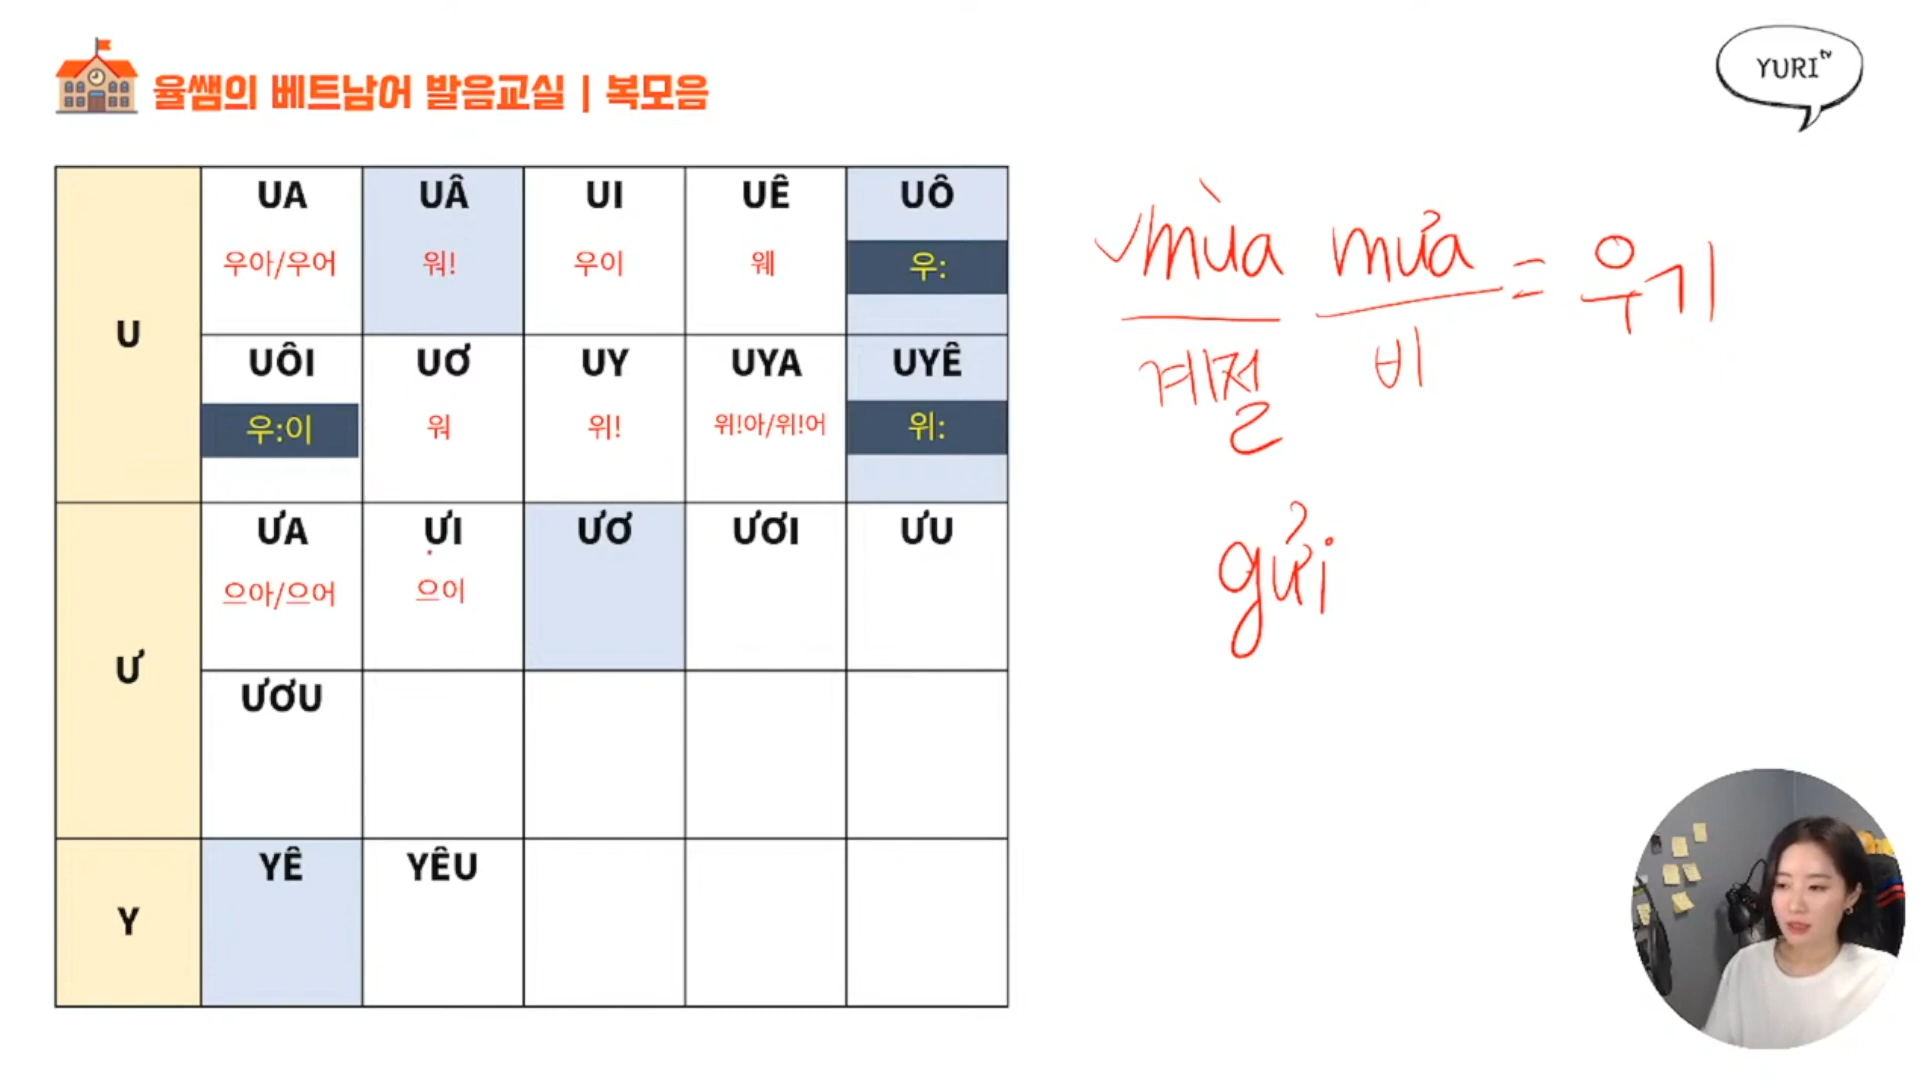 율쌤의 베트남어 발음교실 | 복모음
YURI tv
U
UA UÂ UI UÊ UÔ
우아/우어 워! 우이 웨 우:
UÔI UƠ UY UYA UYÊ
우:이 워 위! 위!아/위!어 위:
Ư
ƯA ƯI ƯƠ ƯƠI ƯU
으아/으어 으이
ƯƠU
Y
YÊ YÊU
mùa mưa = 우기
계절 비
gửi